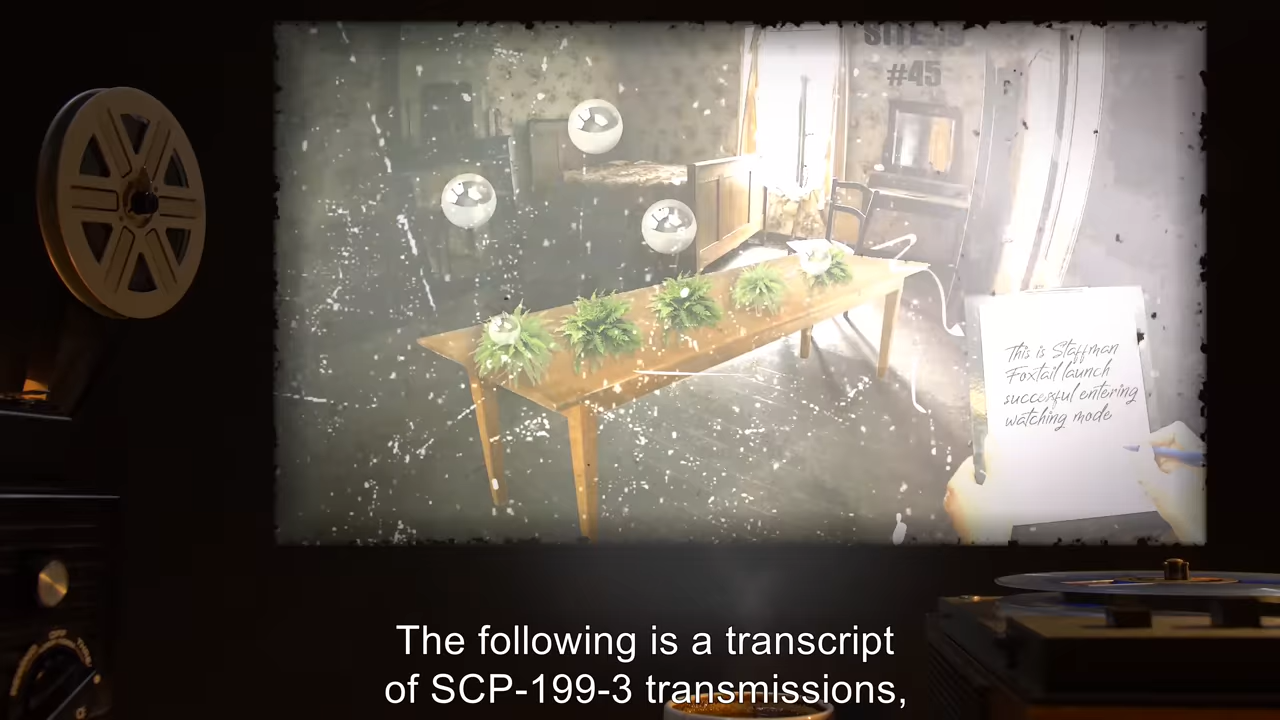 #45
This is Staffman
Foxtail launch
successful entering
watching mode
The following is a transcript
of SCP-199-3 transmissions,